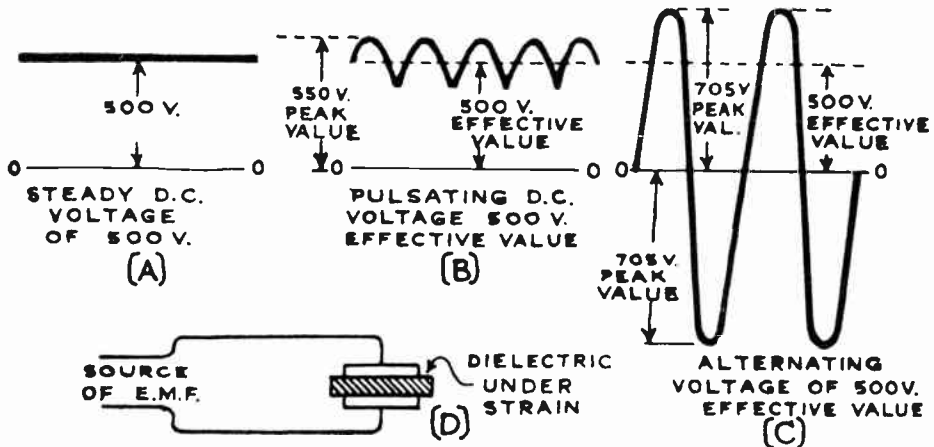 500 V.
0 0
STEADY D.C.
VOLTAGE
OF 500 V.
(A)
550 V.
PEAK
VALUE
500 V.
EFFECTIVE
VALUE
0 0
PULSATING D.C.
VOLTAGE 500 V.
EFFECTIVE VALUE
(B)
705 V
PEAK
VAL.
500 V.
EFFECTIVE
VALUE
0 0
705 V.
PEAK
VALUE
ALTERNATING
VOLTAGE OF 500V.
EFFECTIVE VALUE
(C)
SOURCE
OF E.M.F.
DIELECTRIC
UNDER
STRAIN
(D)